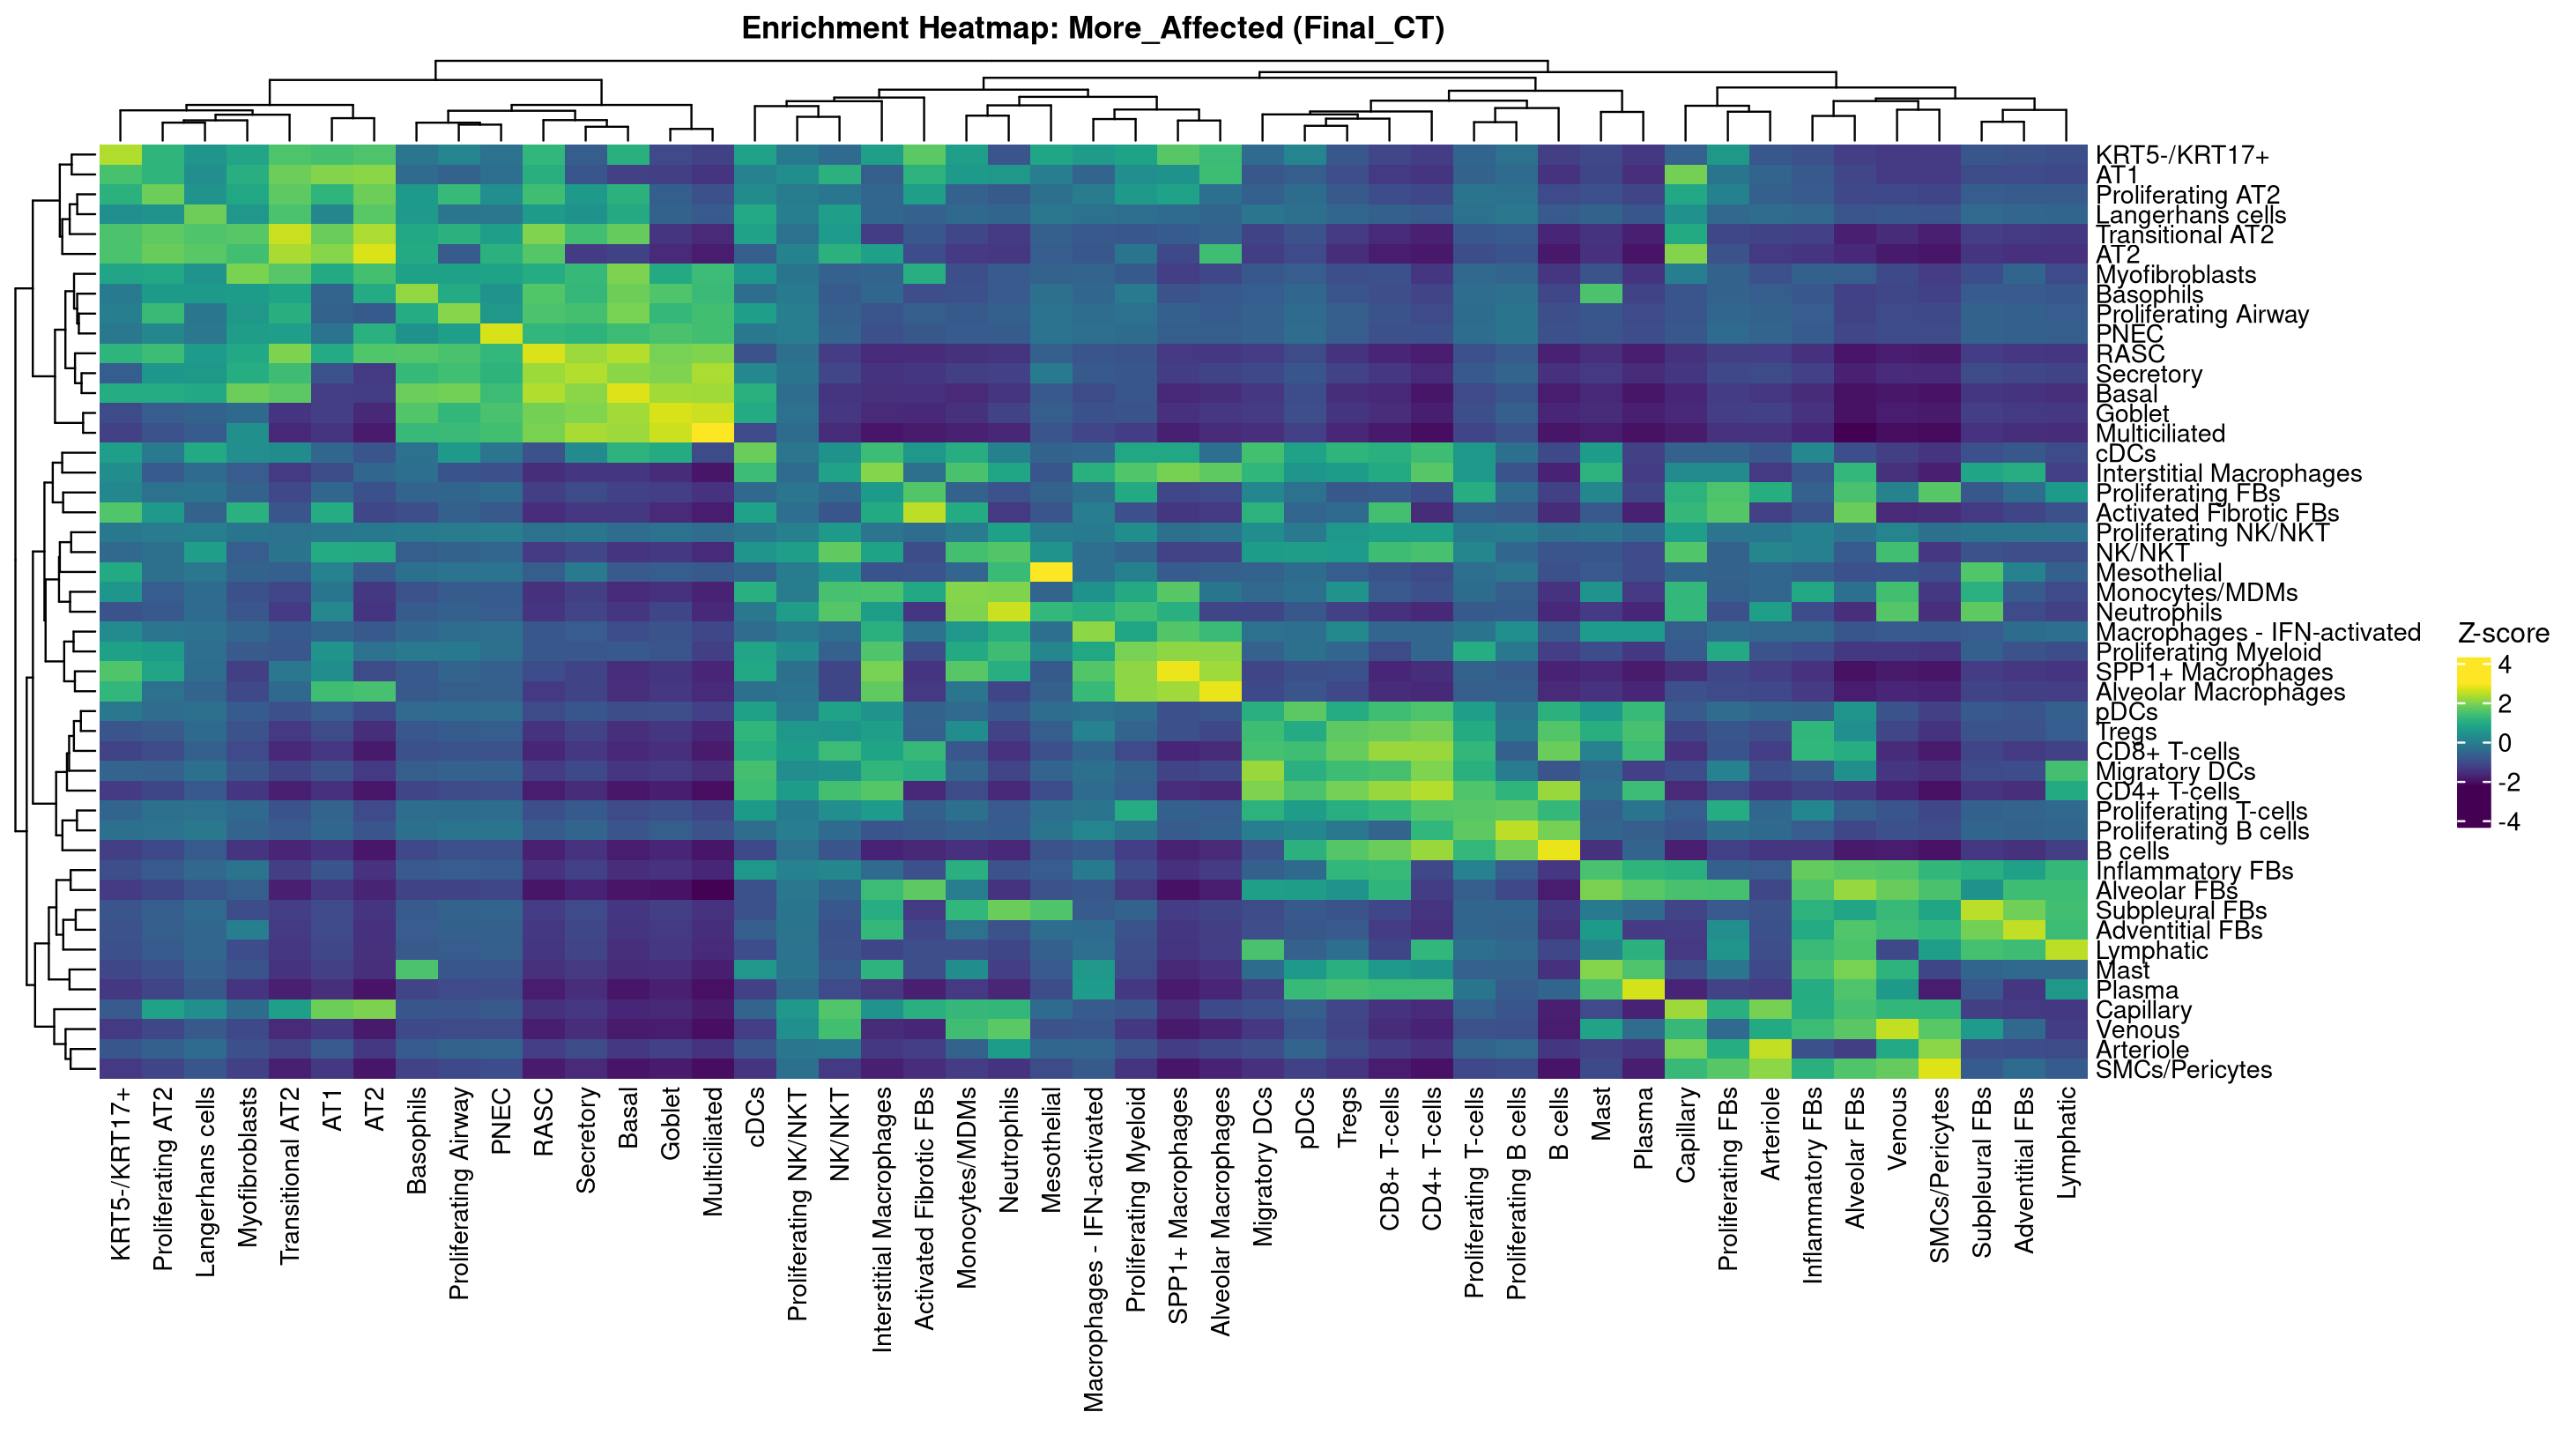 Enrichment Heatmap: More_Affected (Final_CT)
KRT5-/KRT17+
AT1
Proliferating AT2
Langerhans cells
Transitional AT2
AT2
Myofibroblasts
Basophils
Proliferating Airway
PNEC
RASC
Secretory
Basal
Goblet
Multiciliated
cDCs
Interstitial Macrophages
Proliferating FBs
Activated Fibrotic FBs
Proliferating NK/NKT
NK/NKT
Mesothelial
Monocytes/MDMs
Neutrophils
Macrophages - IFN-activated
Proliferating Myeloid
SPP1+ Macrophages
Alveolar Macrophages
pDCs
Tregs
CD8+ T-cells
Migratory DCs
CD4+ T-cells
Proliferating T-cells
Proliferating B cells
B cells
Inflammatory FBs
Alveolar FBs
Subpleural FBs
Adventitial FBs
Lymphatic
Mast
Plasma
Capillary
Venous
Arteriole
SMCs/Pericytes
Z-score
4
2
0
-2
-4
KRT5-/KRT17+
Proliferating AT2
Langerhans cells
Myofibroblasts
Transitional AT2
AT1
AT2
Basophils
Proliferating Airway
PNEC
RASC
Secretory
Basal
Goblet
Multiciliated
cDCs
Proliferating NK/NKT
NK/NKT
Interstitial Macrophages
Activated Fibrotic FBs
Monocytes/MDMs
Neutrophils
Mesothelial
Macrophages - IFN-activated
Proliferating Myeloid
SPP1+ Macrophages
Alveolar Macrophages
Migratory DCs
pDCs
Tregs
CD8+ T-cells
CD4+ T-cells
Proliferating T-cells
Proliferating B cells
B cells
Mast
Plasma
Capillary
Proliferating FBs
Arteriole
Inflammatory FBs
Alveolar FBs
Venous
SMCs/Pericytes
Subpleural FBs
Adventitial FBs
Lymphatic